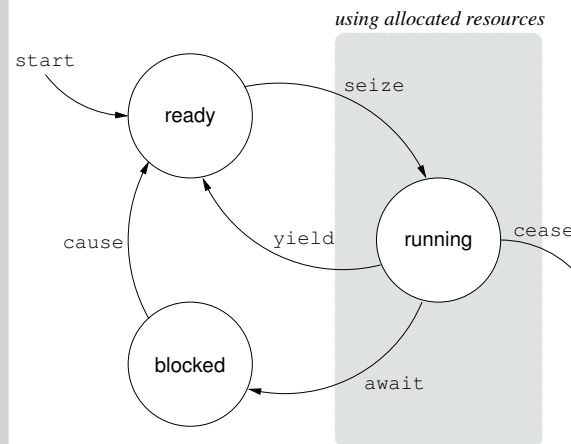 using allocated resources
start
seize
ready
cause
yield
running
cease
blocked
await